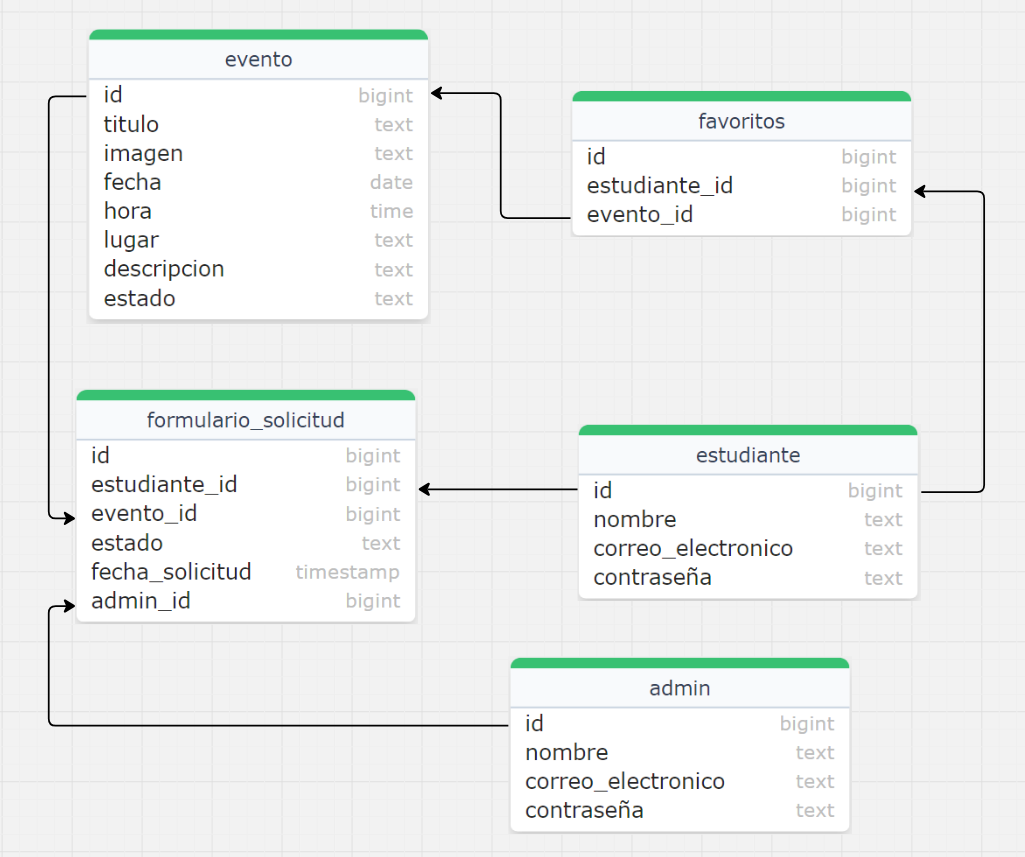 evento
id bigint
titulo text
imagen text
fecha date
hora time
lugar text
descripcion text
estado text
favoritos
id bigint
estudiante_id bigint
evento_id bigint
formulario_solicitud
id bigint
estudiante_id bigint
evento_id bigint
estado text
fecha_solicitud timestamp
admin_id bigint
estudiante
id bigint
nombre text
correo_electronico text
contraseña text
admin
id bigint
nombre text
correo_electronico text
contraseña text